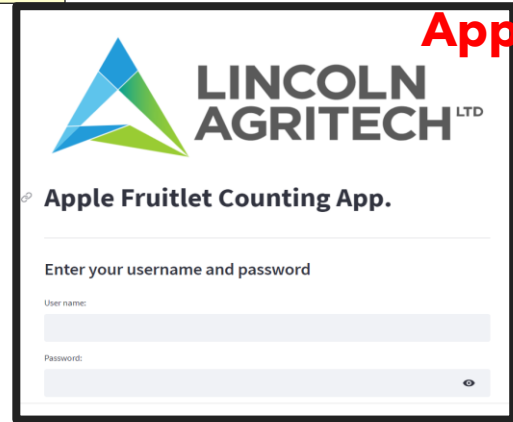 App
LINCOLN
AGRITECH LTD
Apple Fruitlet Counting App.
Enter your username and password
User name:
Password: